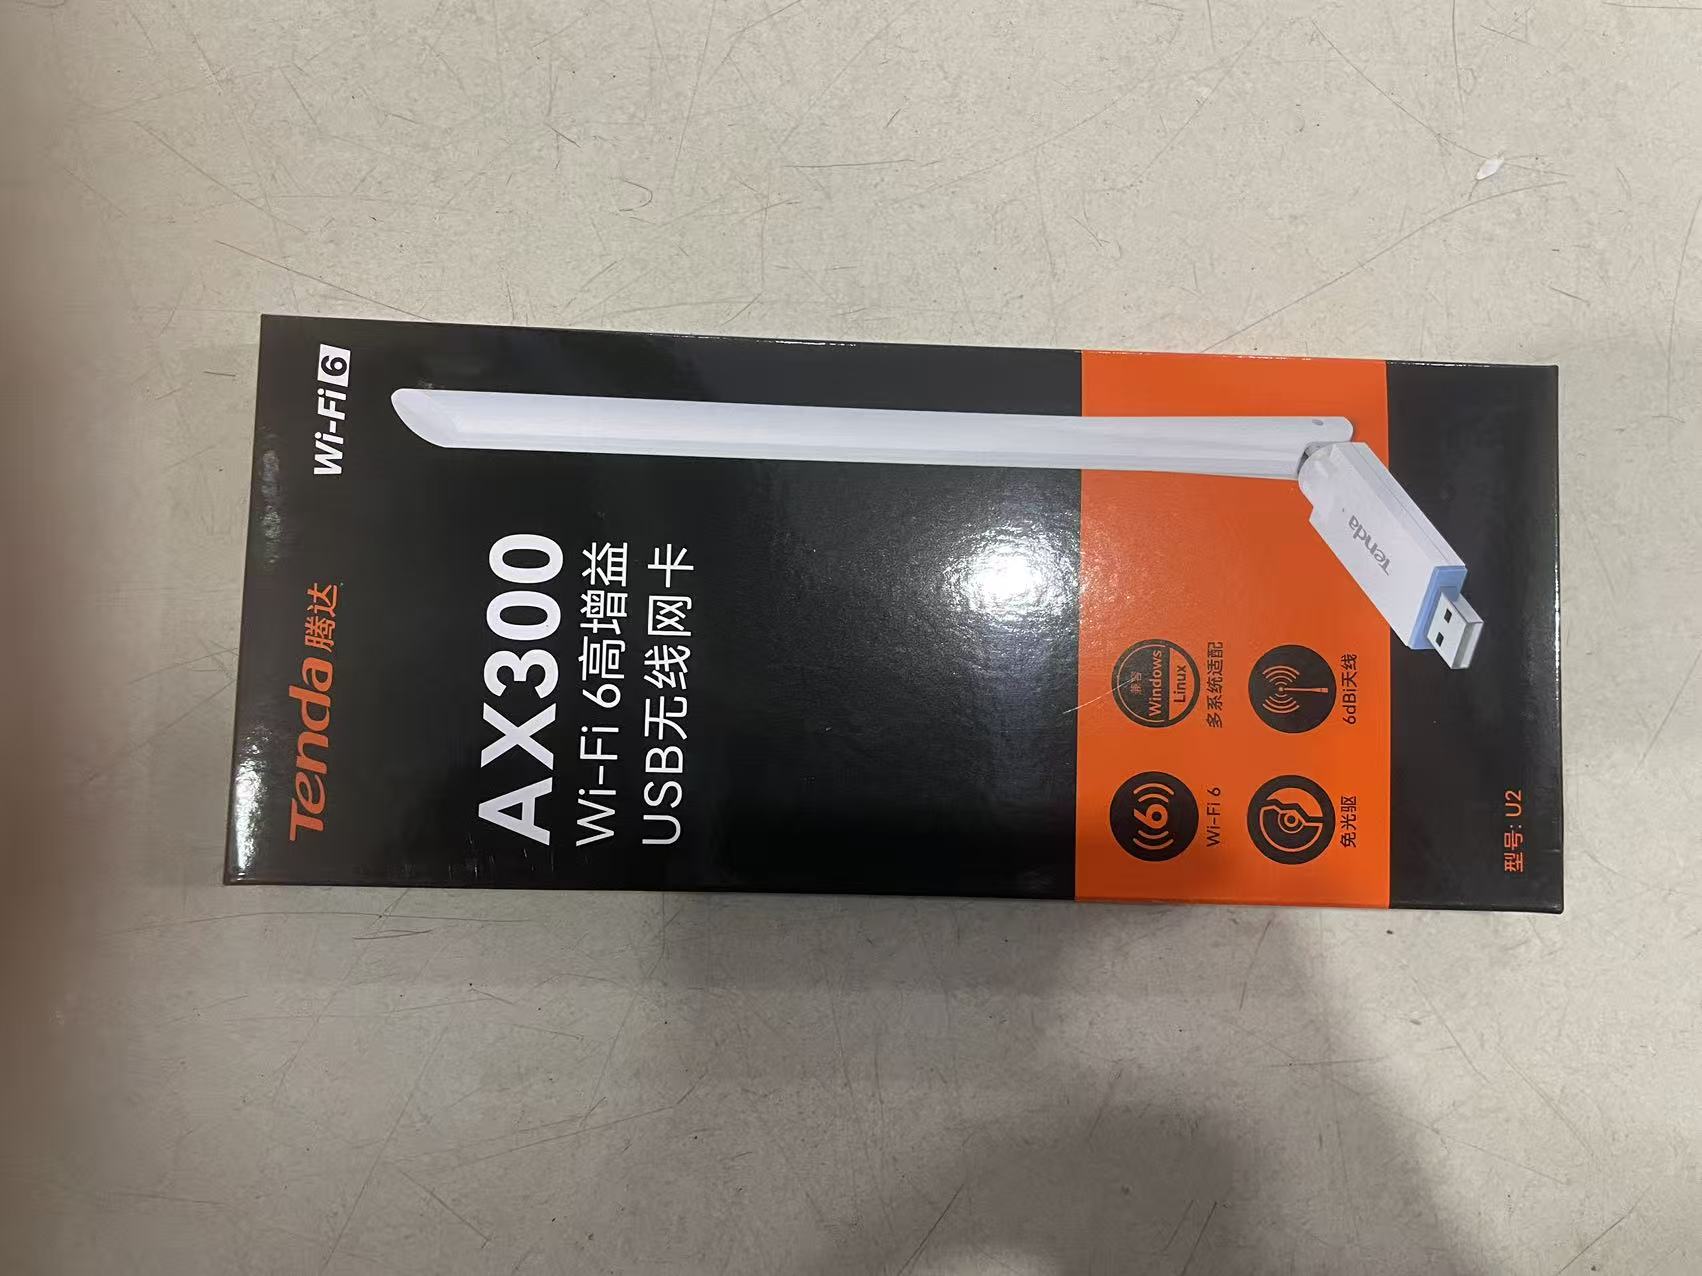 Tenda腾达
Wi-Fi 6
AX300
Wi-Fi 6高增益
USB无线网卡
Tenda
Wi-Fi 6
兼容
Windows
Linux
多系统适配
免光驱
6dBi天线
型号: U2